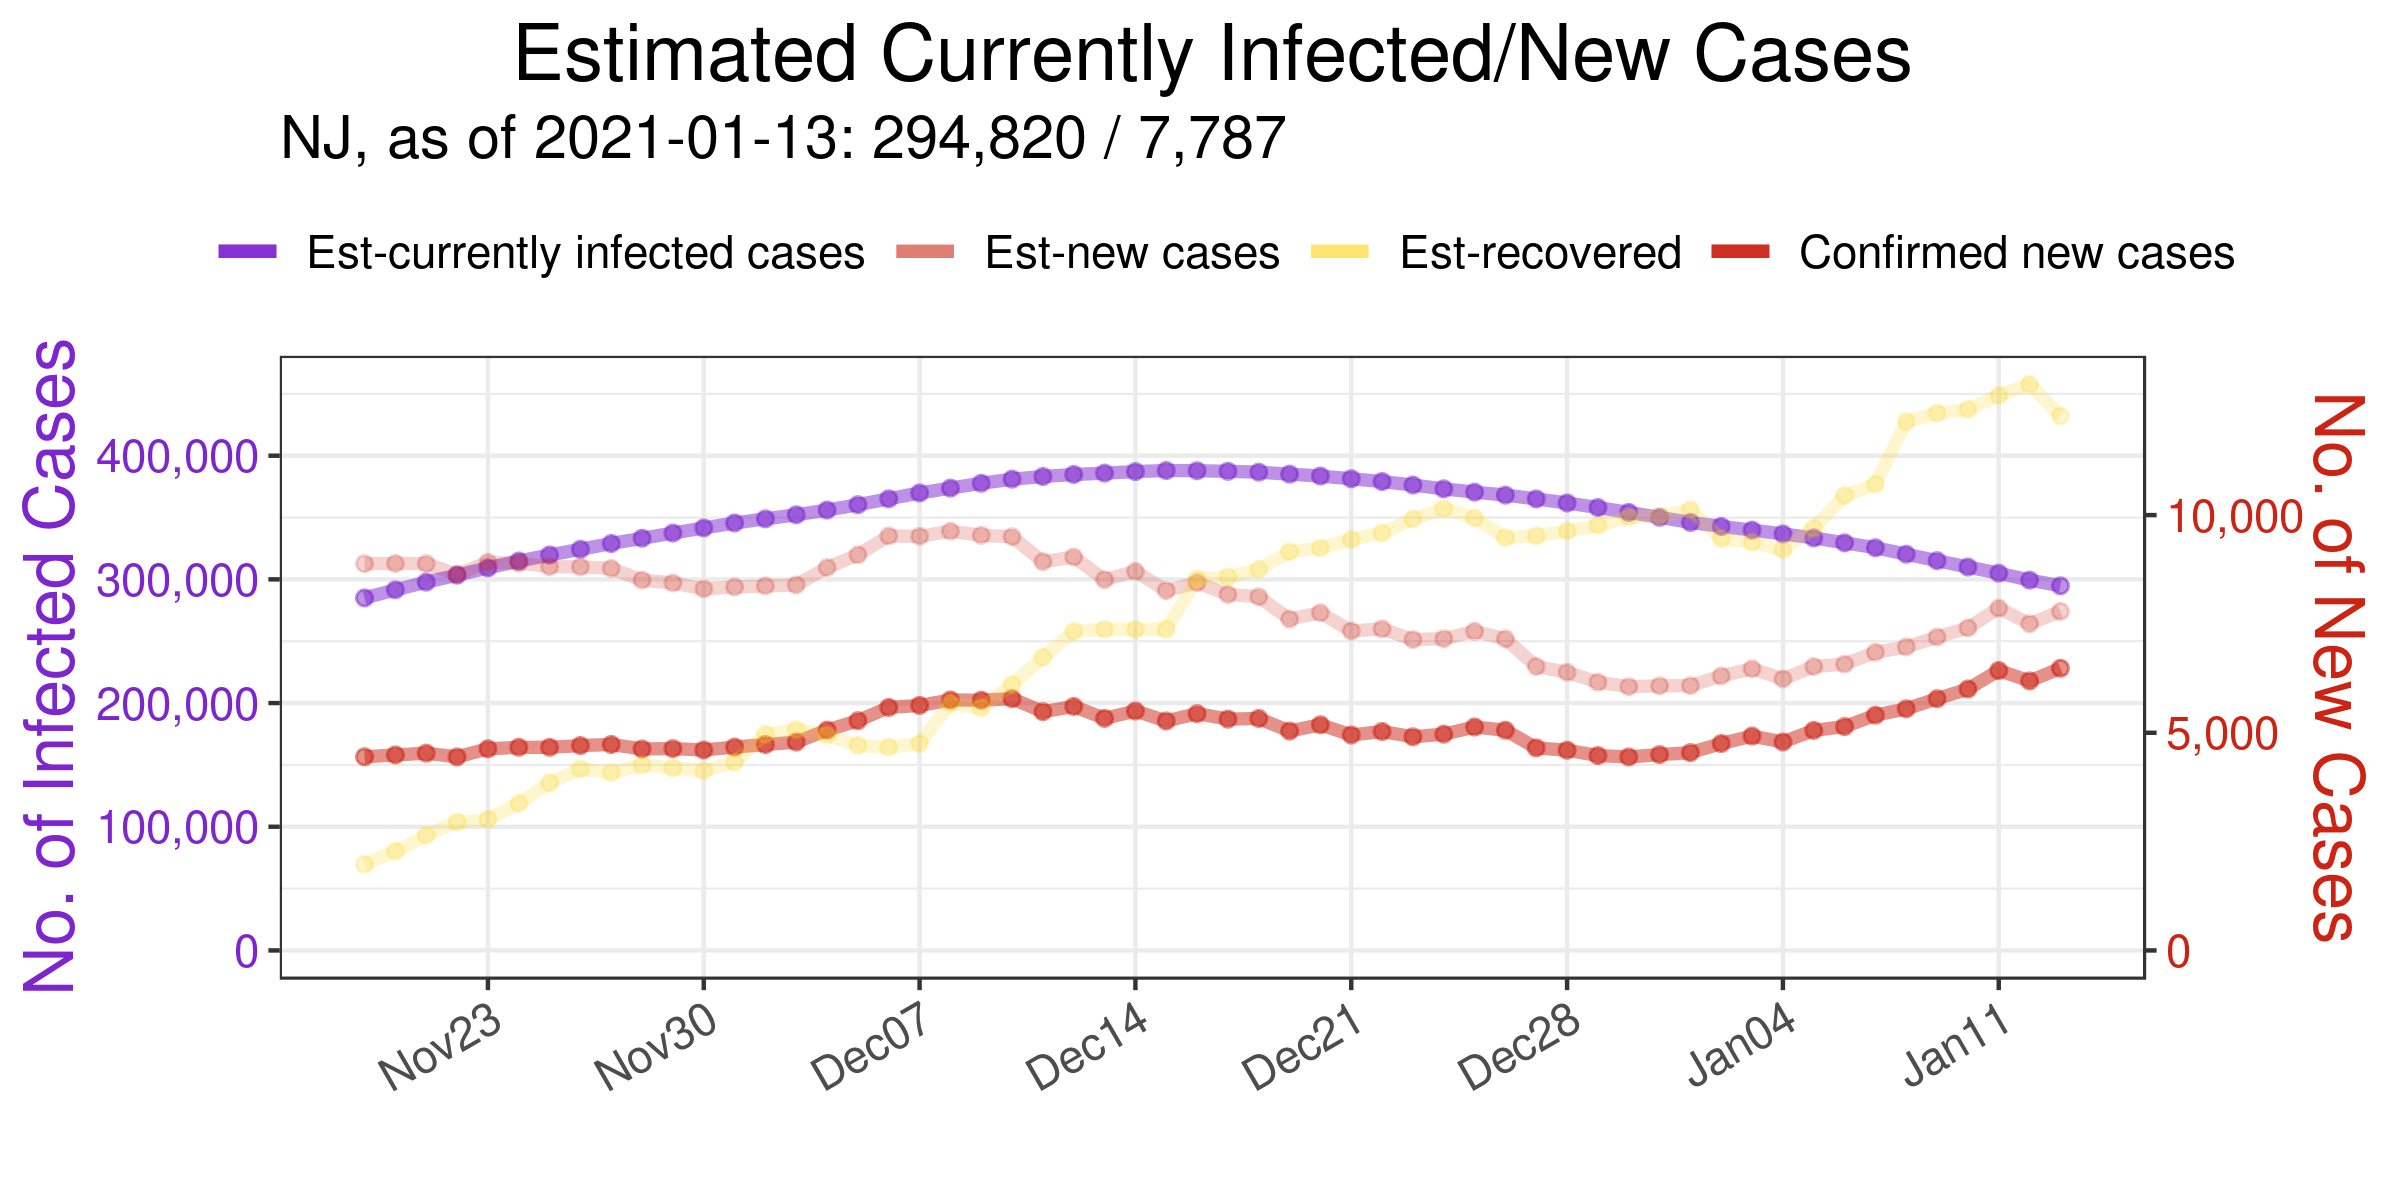 Estimated Currently Infected/New Cases
NJ, as of 2021-01-13: 294,820 / 7,787
Est-currently infected cases Est-new cases Est-recovered Confirmed new cases
No. of Infected Cases
400,000
300,000
200,000
100,000
0
10,000
5,000
0
No. of New Cases
Nov23 Nov30 Dec07 Dec14 Dec21 Dec28 Jan04 Jan11